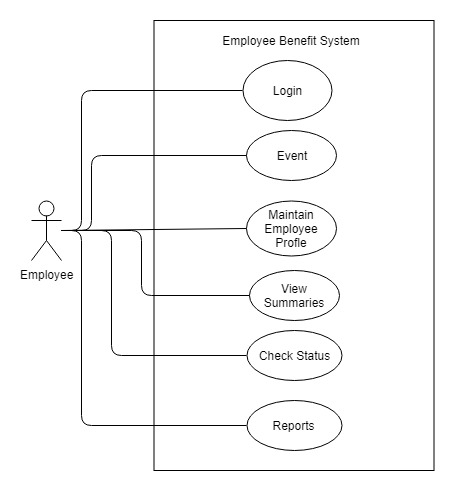 Employee Benefit System
Login
Event
Maintain
Employee
Profle
Employee
View
Summaries
Check Status
Reports